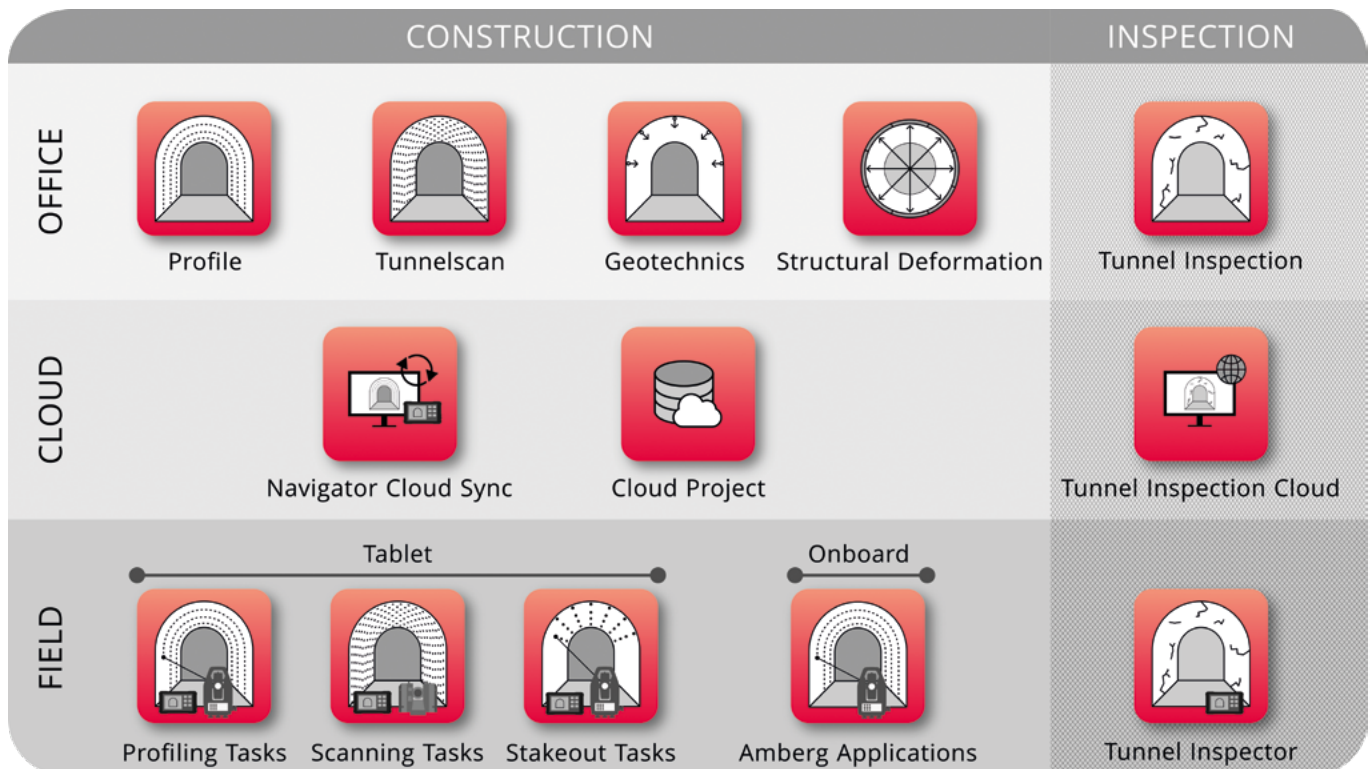 CONSTRUCTION
INSPECTION
OFFICE
Profile
Tunnelscan
Geotechnics
Structural Deformation
Tunnel Inspection
CLOUD
Navigator Cloud Sync
Cloud Project
Tunnel Inspection Cloud
FIELD
Tablet
Onboard
Profiling Tasks
Scanning Tasks
Stakeout Tasks
Amberg Applications
Tunnel Inspector